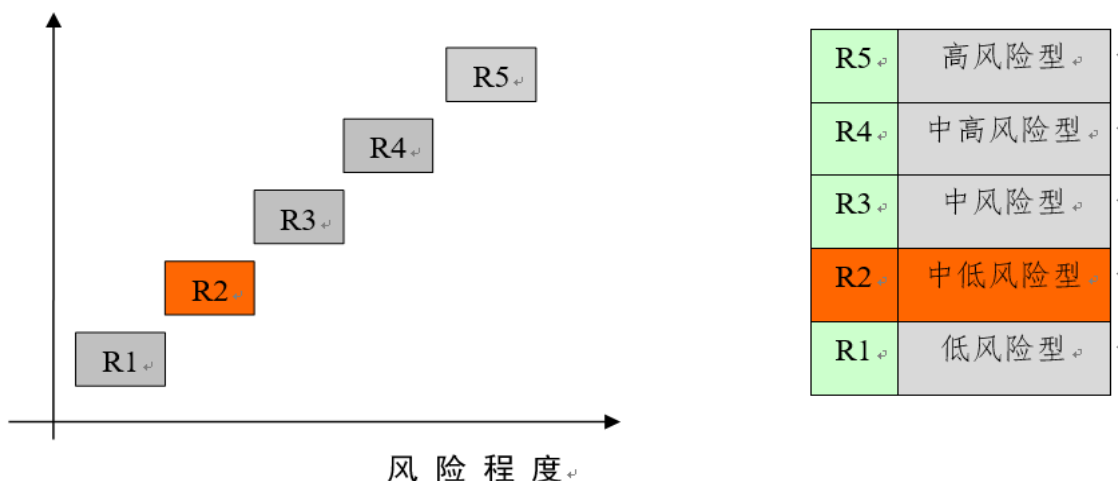 R5
R4
R3
R2
R1
风险程度
R5 高风险型
R4 中高风险型
R3 中风险型
R2 中低风险型
R1 低风险型